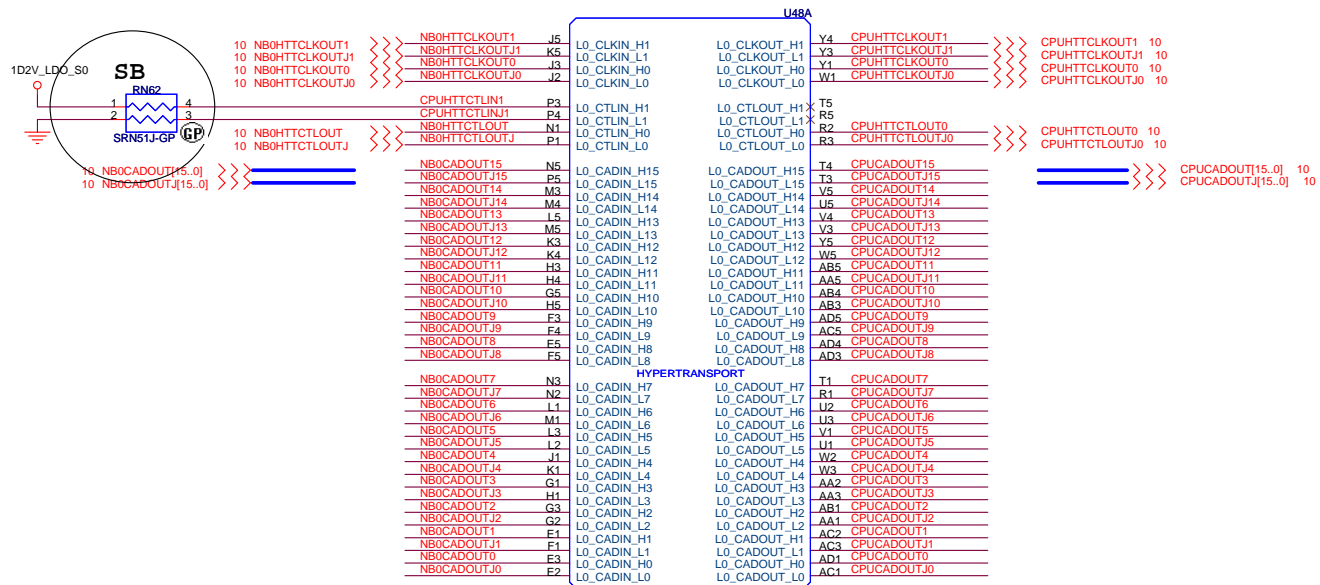 U48A
10 NB0HTTCLKOUT1 NB0HTTCLKOUT1 J5 L0_CLKIN_H1 L0_CLKOUT_H1 Y4 CPUHTTCLKOUT1 CPUHTTCLKOUT1 10
10 NB0HTTCLKOUTJ1 NB0HTTCLKOUTJ1 K5 L0_CLKIN_L1 L0_CLKOUT_L1 Y3 CPUHTTCLKOUTJ1 CPUHTTCLKOUTJ1 10
10 NB0HTTCLKOUT0 NB0HTTCLKOUT0 J3 L0_CLKIN_H0 L0_CLKOUT_H0 Y1 CPUHTTCLKOUT0 CPUHTTCLKOUT0 10
10 NB0HTTCLKOUTJ0 NB0HTTCLKOUTJ0 J2 L0_CLKIN_L0 L0_CLKOUT_L0 W1 CPUHTTCLKOUTJ0 CPUHTTCLKOUTJ0 10
1D2V_LDO_S0 SB
RN62
1 4 CPUHTTCTLIN1 P3 L0_CTLIN_H1 L0_CTLOUT_H1 T5
2 3 CPUHTTCTLINJ1 P4 L0_CTLIN_L1 L0_CTLOUT_L1 R5
SRN51J-GP GP
10 NB0HTTCTLOUT NB0HTTCTLOUT N1 L0_CTLIN_H0 L0_CTLOUT_H0 R2 CPUHTTCTLOUT0 CPUHTTCTLOUT0 10
10 NB0HTTCTLOUTJ NB0HTTCTLOUTJ P1 L0_CTLIN_L0 L0_CTLOUT_L0 R3 CPUHTTCTLOUTJ0 CPUHTTCTLOUTJ0 10
10 NB0CADOUT[15..0] NB0CADOUT15 N5 L0_CADIN_H15 L0_CADOUT_H15 T4 CPUCADOUT15 CPUCADOUT[15..0] 10
10 NB0CADOUTJ[15..0] NB0CADOUTJ15 P5 L0_CADIN_L15 L0_CADOUT_L15 T3 CPUCADOUTJ15 CPUCADOUTJ[15..0] 10
NB0CADOUT14 M3 L0_CADIN_H14 L0_CADOUT_H14 V5 CPUCADOUT14
NB0CADOUTJ14 M4 L0_CADIN_L14 L0_CADOUT_L14 U5 CPUCADOUTJ14
NB0CADOUT13 L5 L0_CADIN_H13 L0_CADOUT_H13 V4 CPUCADOUT13
NB0CADOUTJ13 M5 L0_CADIN_L13 L0_CADOUT_L13 V3 CPUCADOUTJ13
NB0CADOUT12 K3 L0_CADIN_H12 L0_CADOUT_H12 Y5 CPUCADOUT12
NB0CADOUTJ12 K4 L0_CADIN_L12 L0_CADOUT_L12 W5 CPUCADOUTJ12
NB0CADOUT11 H3 L0_CADIN_H11 L0_CADOUT_H11 AB5 CPUCADOUT11
NB0CADOUTJ11 H4 L0_CADIN_L11 L0_CADOUT_L11 AA5 CPUCADOUTJ11
NB0CADOUT10 G5 L0_CADIN_H10 L0_CADOUT_H10 AB4 CPUCADOUT10
NB0CADOUTJ10 H5 L0_CADIN_L10 L0_CADOUT_L10 AB3 CPUCADOUTJ10
NB0CADOUT9 F3 L0_CADIN_H9 L0_CADOUT_H9 AD5 CPUCADOUT9
NB0CADOUTJ9 F4 L0_CADIN_L9 L0_CADOUT_L9 AC5 CPUCADOUTJ9
NB0CADOUT8 E5 L0_CADIN_H8 L0_CADOUT_H8 AD4 CPUCADOUT8
NB0CADOUTJ8 F5 L0_CADIN_L8 L0_CADOUT_L8 AD3 CPUCADOUTJ8
HYPERTRANSPORT
NB0CADOUT7 N3 L0_CADIN_H7 L0_CADOUT_H7 T1 CPUCADOUT7
NB0CADOUTJ7 N2 L0_CADIN_L7 L0_CADOUT_L7 R1 CPUCADOUTJ7
NB0CADOUT6 L1 L0_CADIN_H6 L0_CADOUT_H6 U2 CPUCADOUT6
NB0CADOUTJ6 M1 L0_CADIN_L6 L0_CADOUT_L6 U3 CPUCADOUTJ6
NB0CADOUT5 L3 L0_CADIN_H5 L0_CADOUT_H5 V1 CPUCADOUT5
NB0CADOUTJ5 L2 L0_CADIN_L5 L0_CADOUT_L5 U1 CPUCADOUTJ5
NB0CADOUT4 J1 L0_CADIN_H4 L0_CADOUT_H4 W2 CPUCADOUT4
NB0CADOUTJ4 K1 L0_CADIN_L4 L0_CADOUT_L4 W3 CPUCADOUTJ4
NB0CADOUT3 G1 L0_CADIN_H3 L0_CADOUT_H3 AA2 CPUCADOUT3
NB0CADOUTJ3 H1 L0_CADIN_L3 L0_CADOUT_L3 AA3 CPUCADOUTJ3
NB0CADOUT2 G3 L0_CADIN_H2 L0_CADOUT_H2 AB1 CPUCADOUT2
NB0CADOUTJ2 G2 L0_CADIN_L2 L0_CADOUT_L2 AA1 CPUCADOUTJ2
NB0CADOUT1 E1 L0_CADIN_H1 L0_CADOUT_H1 AC2 CPUCADOUT1
NB0CADOUTJ1 F1 L0_CADIN_L1 L0_CADOUT_L1 AC3 CPUCADOUTJ1
NB0CADOUT0 E3 L0_CADIN_H0 L0_CADOUT_H0 AD1 CPUCADOUT0
NB0CADOUTJ0 E2 L0_CADIN_L0 L0_CADOUT_L0 AC1 CPUCADOUTJ0